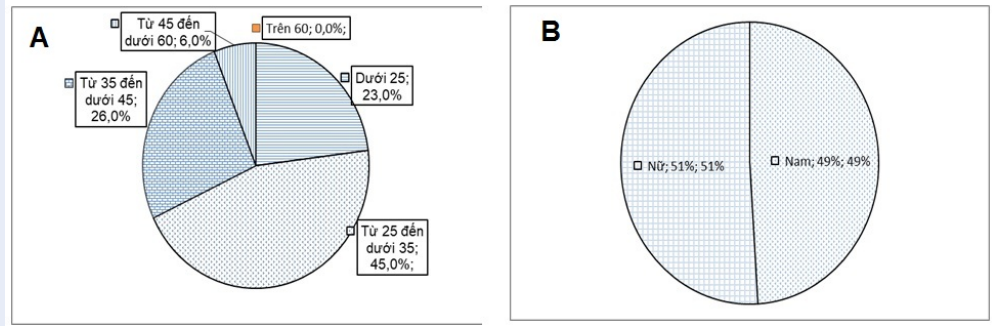 A
Từ 45 đến
dưới 60; 6,0%
Trên 60; 0,0%;
Từ 35 đến
dưới 45;
26,0%
Dưới 25;
23,0%
Từ 25 đến
dưới 35;
45,0%;
B
Nữ; 51%; 51%
Nam; 49%; 49%